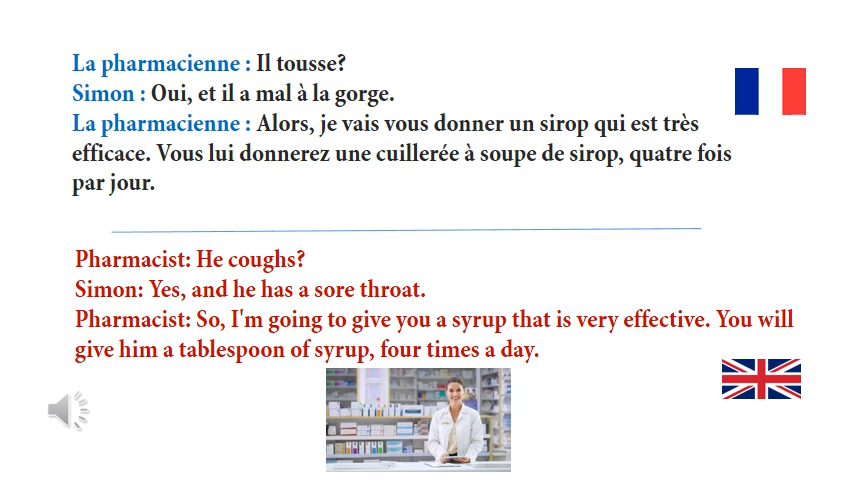 La pharmacienne : Il tousse?
Simon : Oui, et il a mal à la gorge.
La pharmacienne : Alors, je vais vous donner un sirop qui est très
efficace. Vous lui donnerez une cuillerée à soupe de sirop, quatre fois
par jour.
Pharmacist: He coughs?
Simon: Yes, and he has a sore throat.
Pharmacist: So, I'm going to give you a syrup that is very effective. You will
give him a tablespoon of syrup, four times a day.